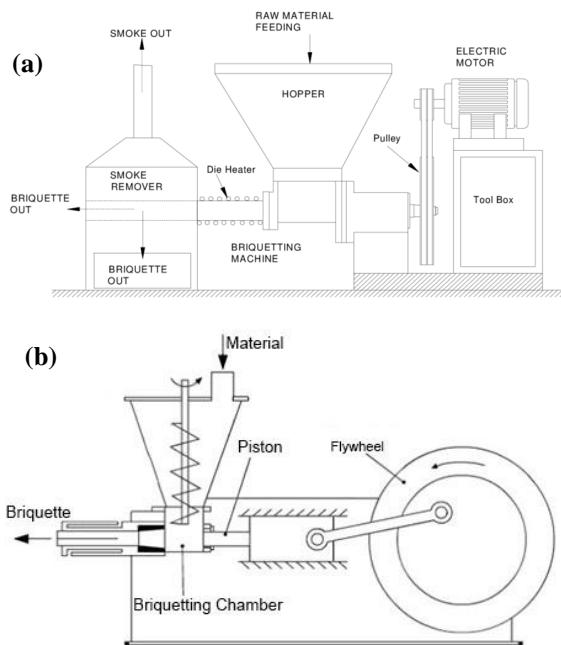 (a)
SMOKE OUT
RAW MATERIAL
FEEDING
HOPPER
ELECTRIC
MOTOR
Pulley
Die Heater
SMOKE
REMOVER
BRIQUETTE
OUT
Tool Box
BRIQUETTING
MACHINE
BRIQUETTE
OUT
(b)
Material
Piston
Flywheel
Briquette
Briquetting Chamber